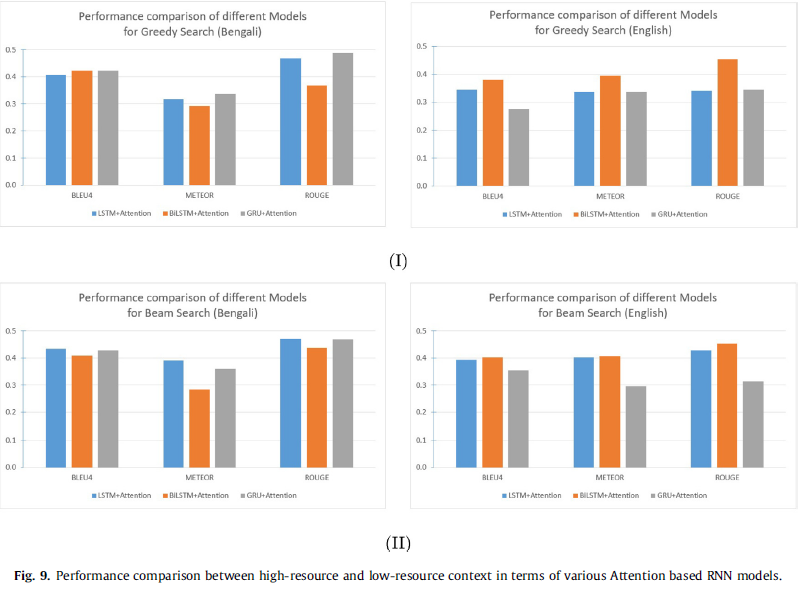 Performance comparison of different Models
for Greedy Search (Bengali)
0.5
0.4
0.3
0.2
0.1
0.0
BLEU4 METEOR ROUGE
LSTM+Attention BiLSTM+Attention GRU+Attention
Performance comparison of different Models
for Greedy Search (English)
0.5
0.4
0.3
0.2
0.1
0.0
BLEU4 METEOR ROUGE
LSTM+Attention BiLSTM+Attention GRU+Attention
(I)
Performance comparison of different Models
for Beam Search (Bengali)
0.5
0.4
0.3
0.2
0.1
0.0
BLEU4 METEOR ROUGE
LSTM+Attention BiLSTM+Attention GRU+Attention
Performance comparison of different Models
for Beam Search (English)
0.5
0.4
0.3
0.2
0.1
0.0
BLEU4 METEOR ROUGE
LSTM+Attention BiLSTM+Attention GRU+Attention
(II)
Fig. 9. Performance comparison between high-resource and low-resource context in terms of various Attention based RNN models.